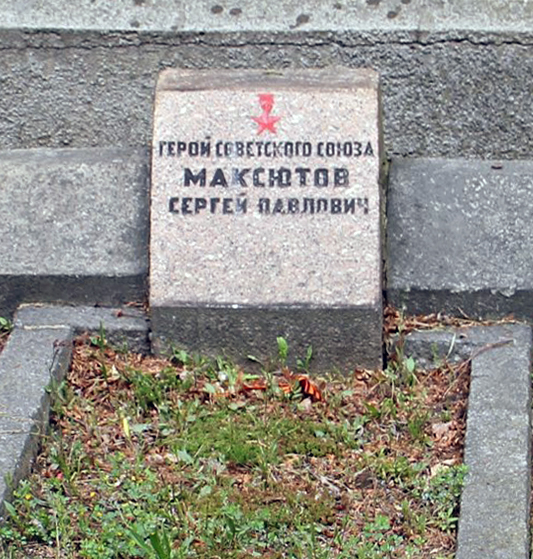 ГЕРОЙ СОВЕТСКОГО СОЮЗА
МАКСЮТОВ
СЕРГЕЙ ПАВЛОВИЧ